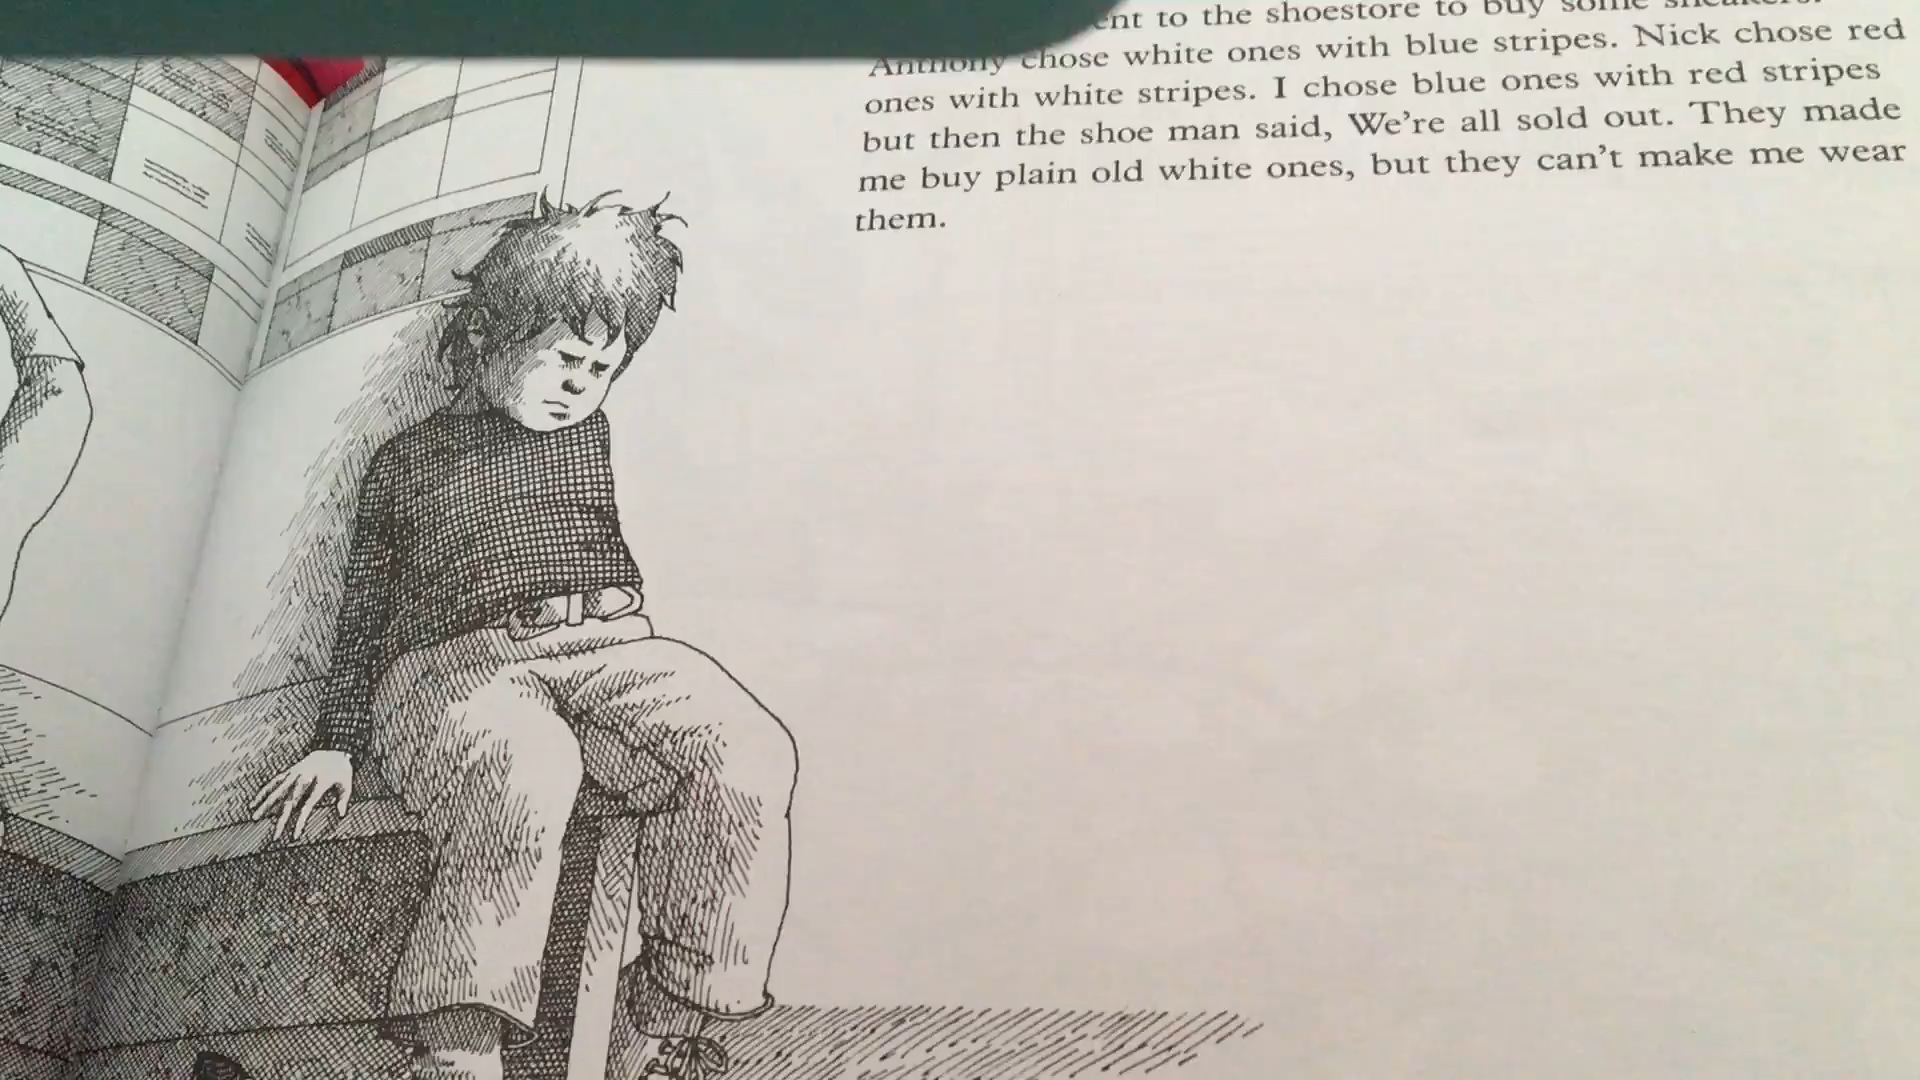 ent to the shoestore to buy some sneakers.
Anthony chose white ones with blue stripes. Nick chose red
ones with white stripes. I chose blue ones with red stripes
but then the shoe man said, We're all sold out. They made
me buy plain old white ones, but they can't make me wear
them.